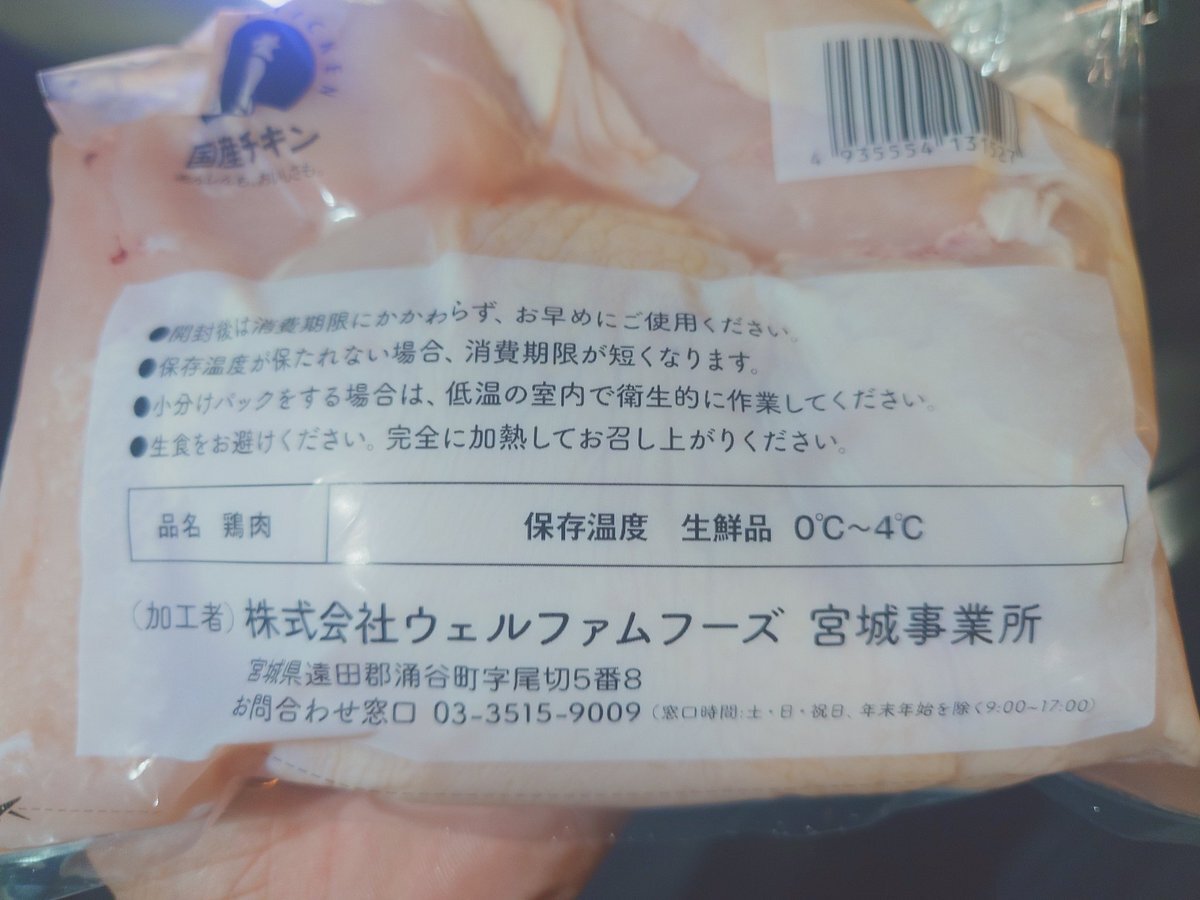 CHICKEN
国産チキン
4 935554 131527
●開封後は消費期限にかかわらず、お早めにご使用ください。
●保存温度が保たれない場合、消費期限が短くなります。
●小分けパックをする場合は、低温の室内で衛生的に作業してください。
●生食をお避けください。完全に加熱してお召し上がりください。
品名 鶏肉 保存温度 生鮮品 0℃～4℃
(加工者)株式会社ウェルファムフーズ 宮城事業所
宮城県遠田郡涌谷町字尾切5番8
お問合わせ窓口 03-3515-9009(窓口時間:土・日・祝日、年末年始を除く9:00~17:00)